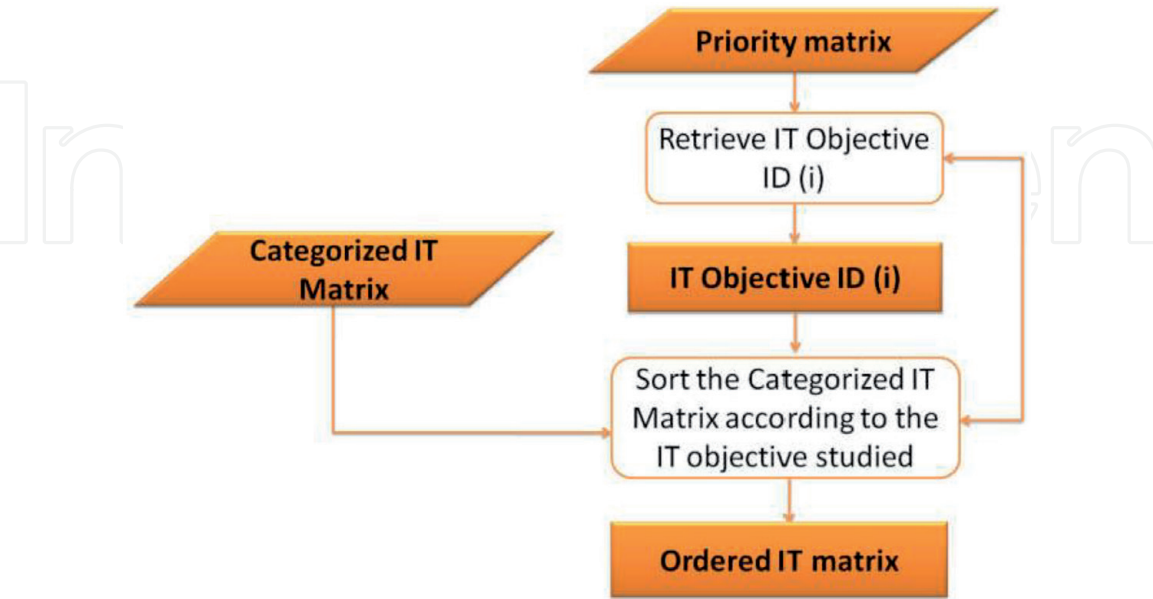 Priority matrix
Retrieve IT Objective
ID (i)
Categorized IT
Matrix
IT Objective ID (i)
Sort the Categorized IT
Matrix according to the
IT objective studied
Ordered IT matrix